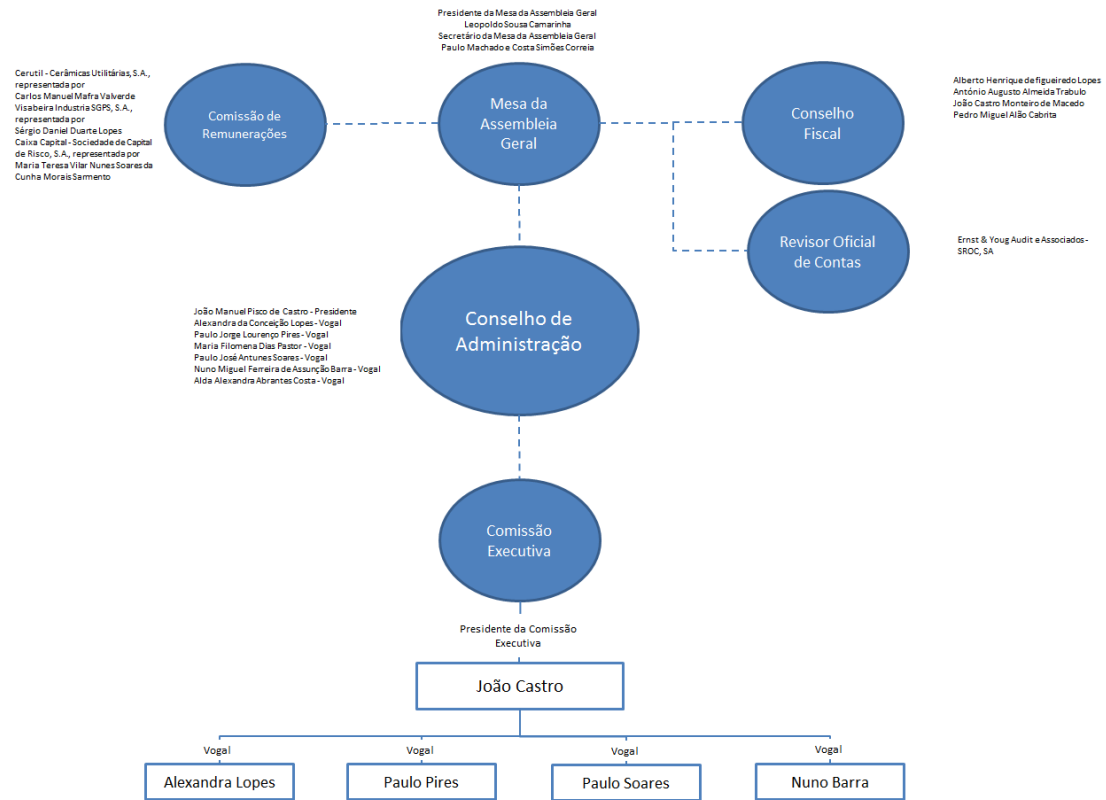 Presidente da Mesa da Assembleia Geral
Leopoldo Sousa Camarinha
Secretário da Mesa da Assembleia Geral
Paulo Machado e Costa Simões Correia
Cerutil - Cerâmicas Utilitárias, S.A.,
representada por
Carlos Manuel Mafra Valverde
Visabeira Industria SGPS, S.A.,
representada por
Sérgio Daniel Duarte Lopes
Caixa Capital - Sociedade de Capital
de Risco, S.A., representada por
Maria Teresa Vilar Nunes Soares da
Cunha Morais Sarmento
Comissão de
Remunerações
Mesa da
Assembleia
Geral
Conselho
Fiscal
Alberto Henrique de figueiredo Lopes
António Augusto Almeida Trabulo
João Castro Monteiro de Macedo
Pedro Miguel Alão Cabrita
Revisor Oficial
de Contas
Ernst & Youg Audit e Associados -
SROC, SA
João Manuel Pisco de Castro - Presidente
Alexandra da Conceição Lopes - Vogal
Paulo Jorge Lourenço Pires - Vogal
Maria Filomena Dias Pastor - Vogal
Paulo José Antunes Soares - Vogal
Nuno Miguel Ferreira de Assunção Barra - Vogal
Alda Alexandra Abrantes Costa - Vogal
Conselho de
Administração
Comissão
Executiva
Presidente da Comissão
Executiva
João Castro
Vogal
Vogal
Vogal
Vogal
Alexandra Lopes
Paulo Pires
Paulo Soares
Nuno Barra